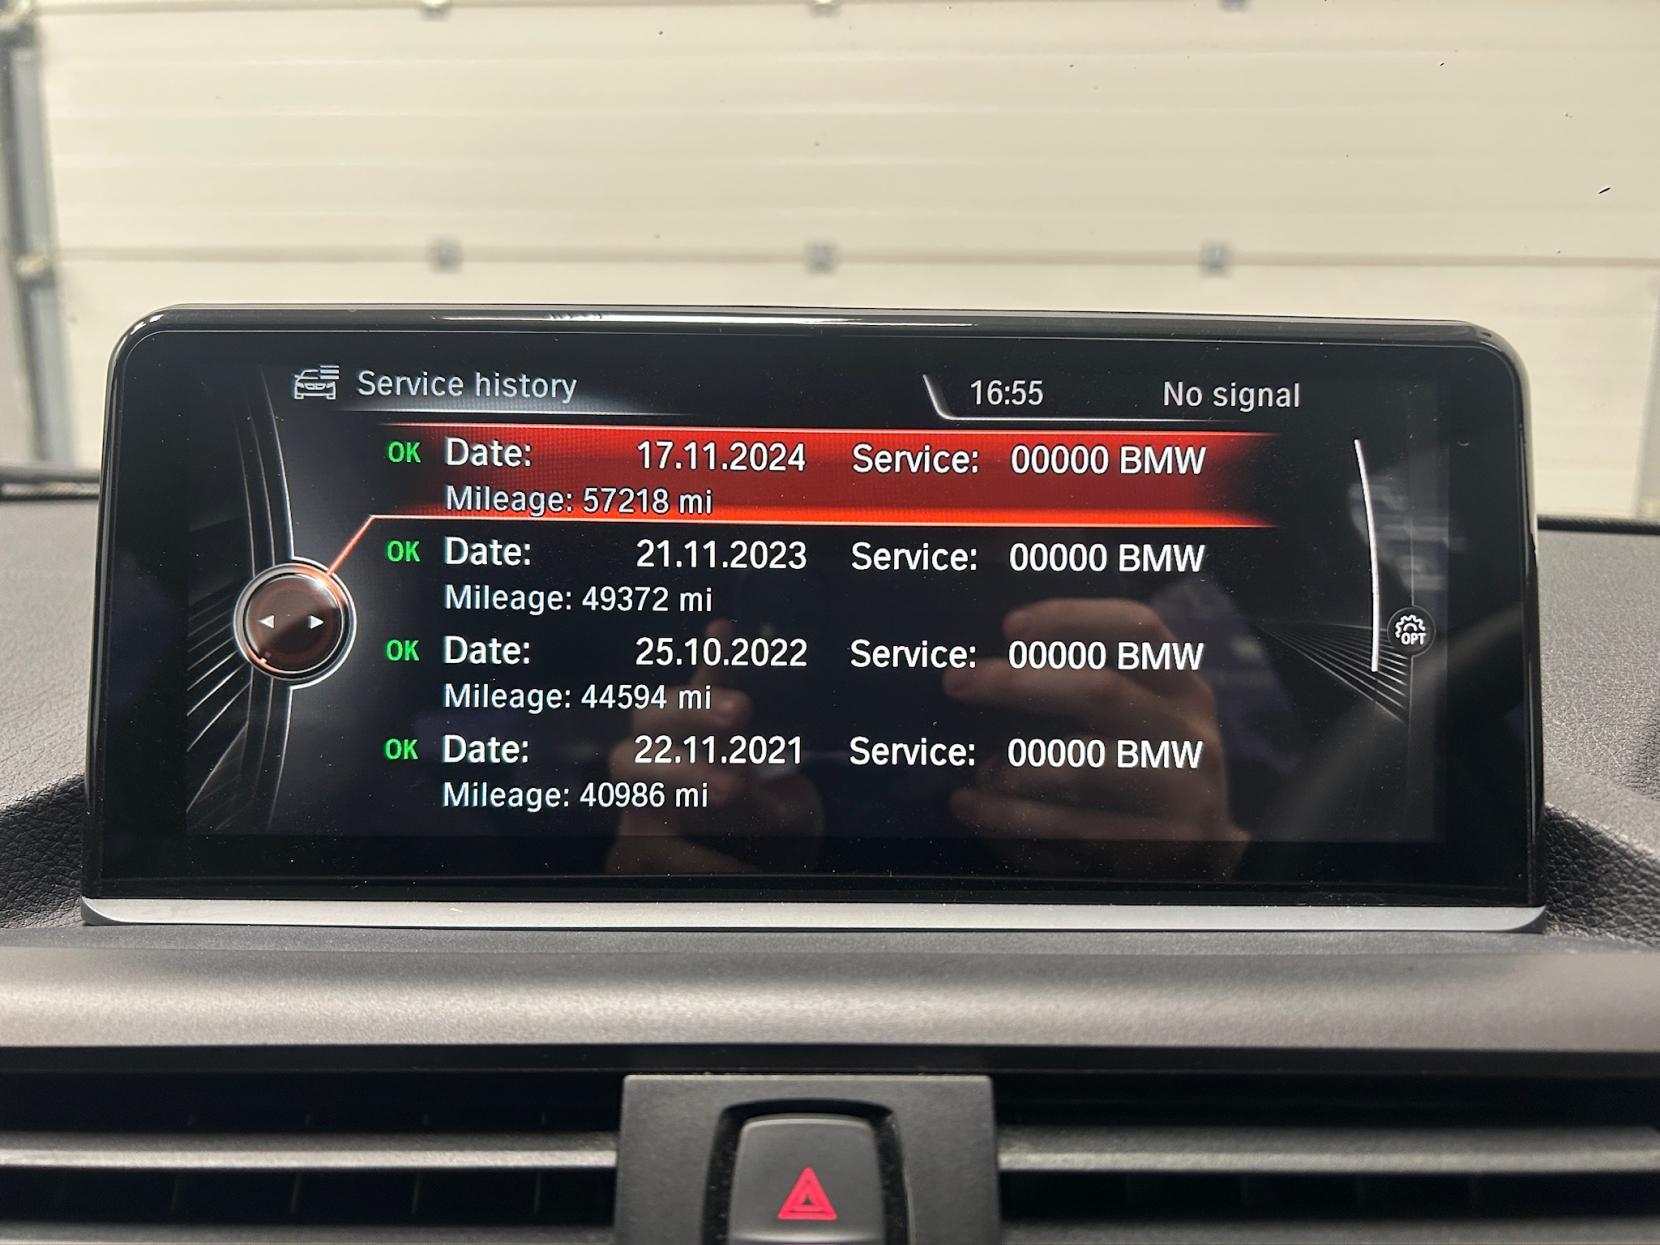 Service history 16:55 No signal
OK Date: 17.11.2024 Service: 00000 BMW
Mileage: 57218 mi
OK Date: 21.11.2023 Service: 00000 BMW
Mileage: 49372 mi
OK Date: 25.10.2022 Service: 00000 BMW
Mileage: 44594 mi
OPT
OK Date: 22.11.2021 Service: 00000 BMW
Mileage: 40986 mi